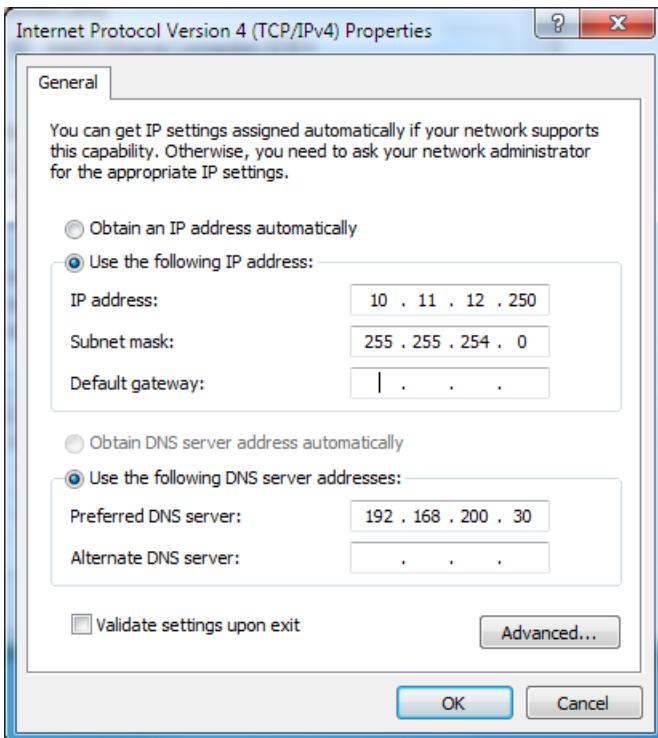 Internet Protocol Version 4 (TCP/IPv4) Properties
General
You can get IP settings assigned automatically if your network supports
this capability. Otherwise, you need to ask your network administrator
for the appropriate IP settings.
Obtain an IP address automatically
Use the following IP address:
IP address: 10 . 11 . 12 . 250
Subnet mask: 255 . 255 . 254 . 0
Default gateway: . . .
Obtain DNS server address automatically
Use the following DNS server addresses:
Preferred DNS server: 192 . 168 . 200 . 30
Alternate DNS server: . . .
Validate settings upon exit
Advanced...
OK Cancel